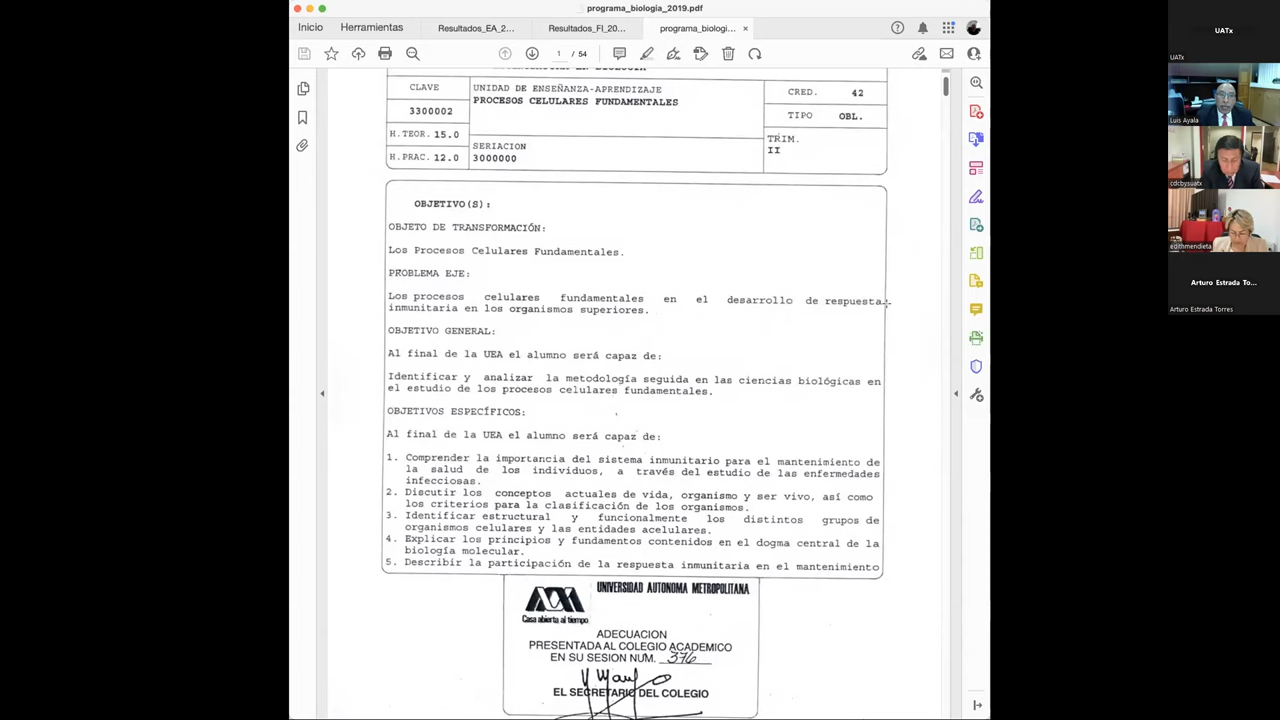 programa_biologia_2019.pdf
Inicio
Herramientas
Resultados_EA_2...
Resultados_FI_20...
programa_biologi...
1 / 54
CLAVE
3300002
H.TEOR. 15.0
H.PRAC. 12.0
UNIDAD DE ENSEÑANZA-APRENDIZAJE
PROCESOS CELULARES FUNDAMENTALES
SERIACION
3000000
CRED. 42
TIPO OBL.
TRIM.
II
OBJETIVO(S):
OBJETO DE TRANSFORMACIÓN:
Los Procesos Celulares Fundamentales.
PROBLEMA EJE:
Los procesos celulares fundamentales en el desarrollo de respuesta
inmunitaria en los organismos superiores.
OBJETIVO GENERAL:
Al final de la UEA el alumno será capaz de:
Identificar y analizar la metodología seguida en las ciencias biológicas en
el estudio de los procesos celulares fundamentales.
OBJETIVOS ESPECÍFICOS:
Al final de la UEA el alumno será capaz de:
1. Comprender la importancia del sistema inmunitario para el mantenimiento de
la salud de los individuos, a través del estudio de las enfermedades
infecciosas.
2. Discutir los conceptos actuales de vida, organismo y ser vivo, así como
los criterios para la clasificación de los organismos.
3. Identificar estructural y funcionalmente los distintos grupos de
organismos celulares y las entidades acelulares.
4. Explicar los principios y fundamentos contenidos en el dogma central de la
biología molecular.
5. Describir la participación de la respuesta inmunitaria en el mantenimiento
UNIVERSIDAD AUTONOMA METROPOLITANA
Casa abierta al tiempo
ADECUACION
PRESENTADA AL COLEGIO ACADEMICO
EN SU SESION NUM. 376
EL SECRETARIO DEL COLEGIO
UATx
UATx
Luis Ayala
cdcbysuatx
edithmendieta
Arturo Estrada To...
Arturo Estrada Torres